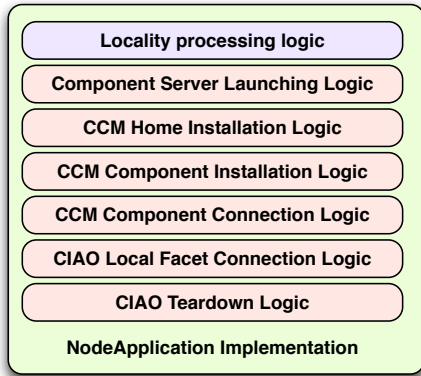 Locality processing logic
Component Server Launching Logic
CCM Home Installation Logic
CCM Component Installation Logic
CCM Component Connection Logic
CIAO Local Facet Connection Logic
CIAO Teardown Logic
NodeApplication Implementation